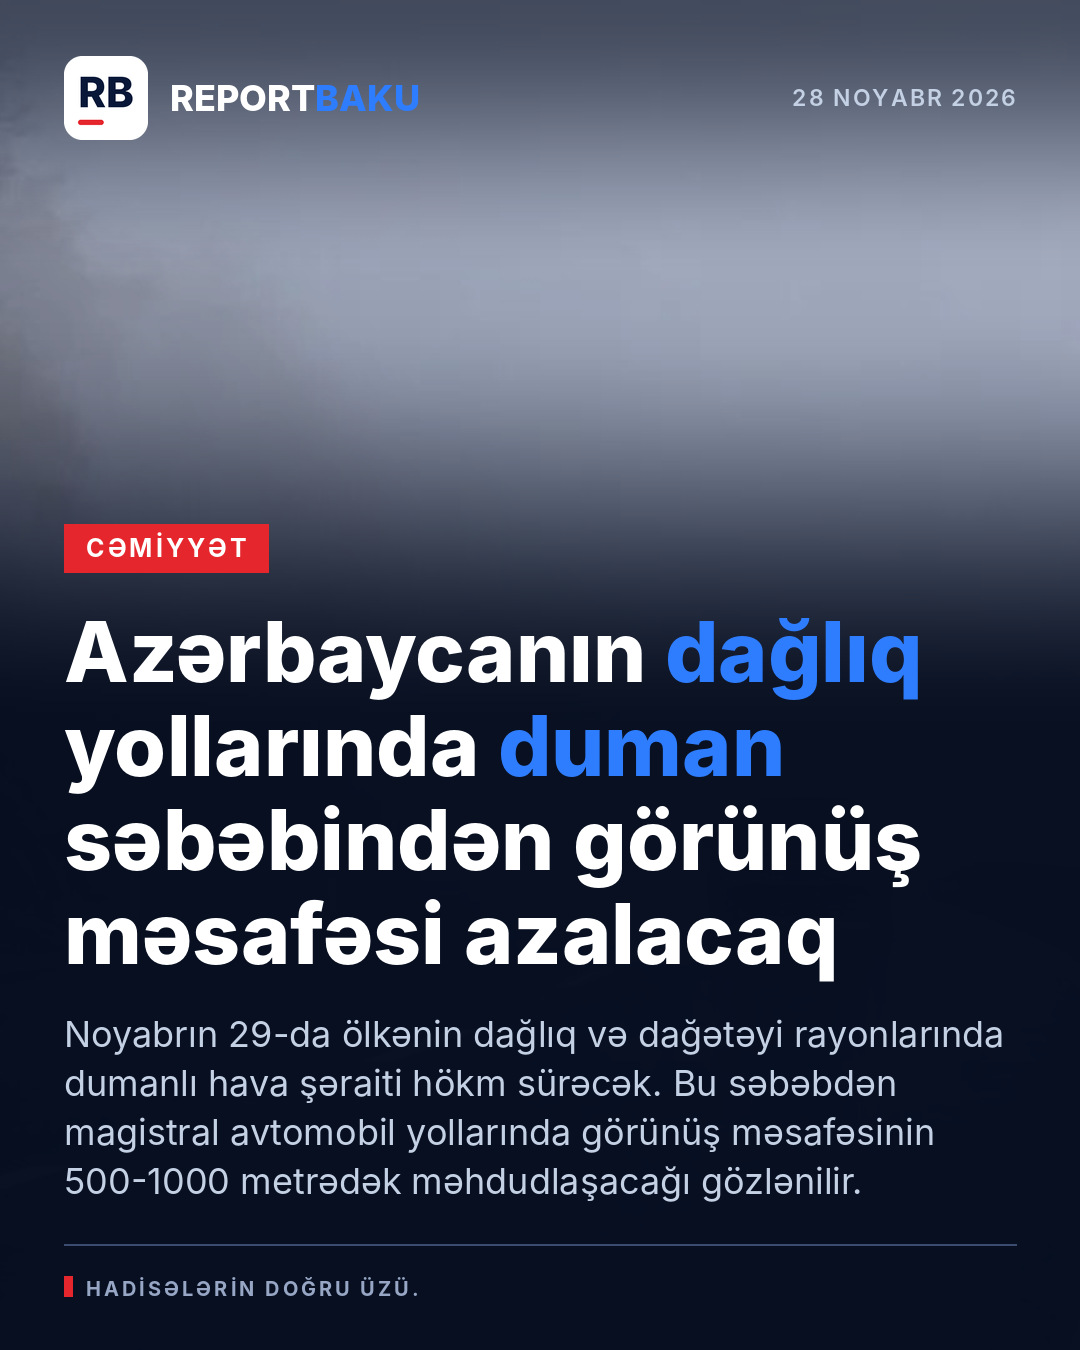 RB
REPORTBAKU
28 NOYABR 2026
CƏMİYYƏT
Azərbaycanın dağlıq
yollarında duman
səbəbindən görünüş
məsafəsi azalacaq
Noyabrın 29-da ölkənin dağlıq və dağətəyi rayonlarında
dumanlı hava şəraiti hökm sürəcək. Bu səbəbdən
magistral avtomobil yollarında görünüş məsafəsinin
500-1000 metrədək məhdudlaşacağı gözlənilir.
HADİSƏLƏRİN DOĞRU ÜZÜ.